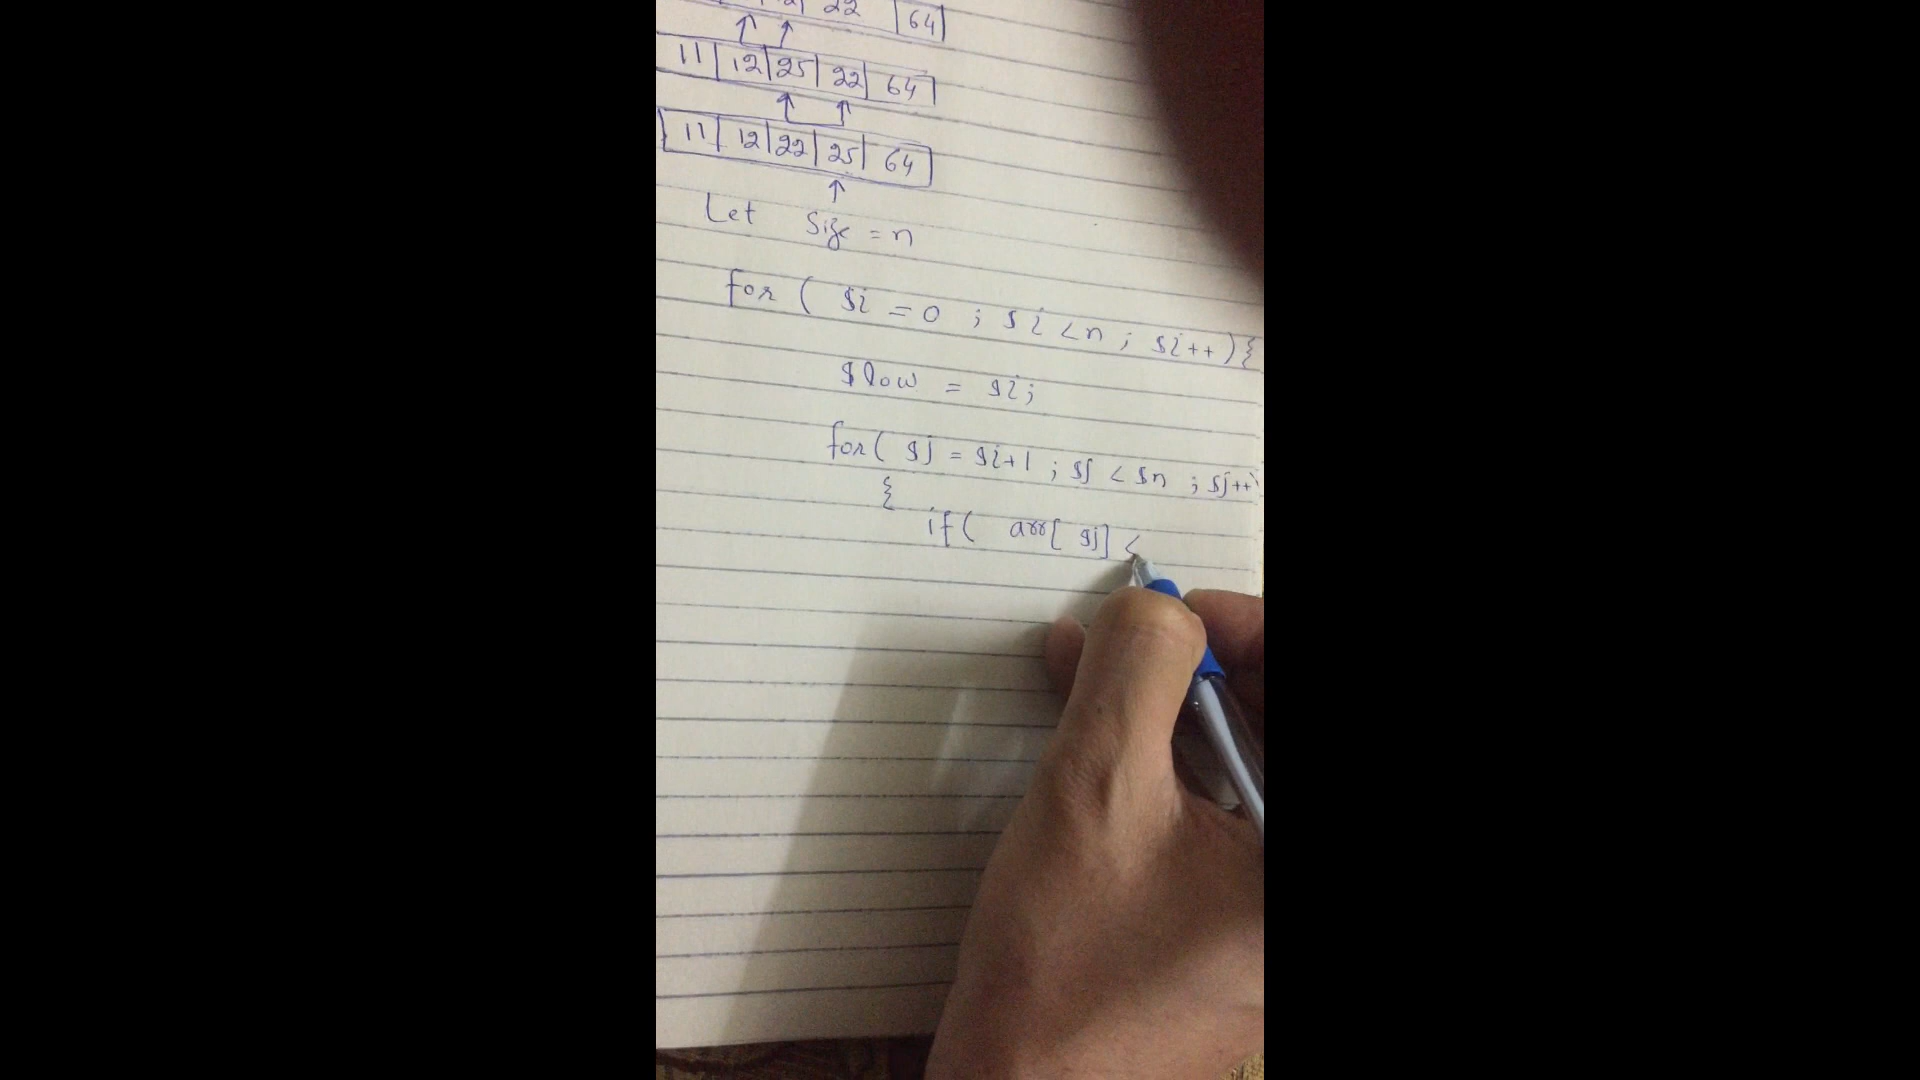 22 64
11 12 25 22 64
11 12 22 25 64
Let Size = n
for ( $i = 0 ; $i < n ; $i++ ) {
$low = $i;
for ( $j = $i+1 ; $j < $n ; $j++
{
if ( arr[ $j] <